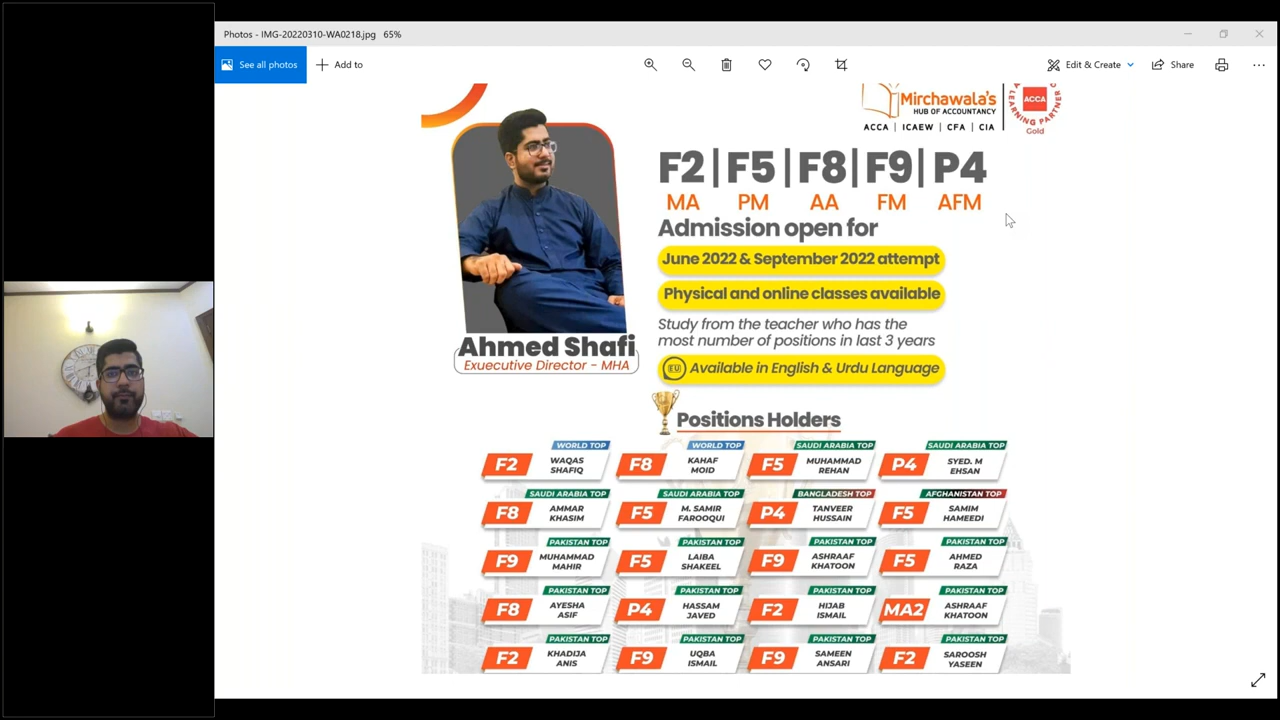 Photos - IMG-20220310-WA0218.jpg 65%
See all photos
Add to
Edit & Create
Share
Mirchawala's
HUB OF ACCOUNTANCY
ACCA | ICAEW | CFA | CIA
ACCA
LEARNING PARTNER
Gold
F2 | F5 | F8 | F9 | P4
MA PM AA FM AFM
Admission open for
June 2022 & September 2022 attempt
Physical and online classes available
Study from the teacher who has the
most number of positions in last 3 years
EU Available in English & Urdu Language
Ahmed Shafi
Exuecutive Director - MHA
Positions Holders
WORLD TOP
F2 WAQAS SHAFIQ
WORLD TOP
F8 KAHAF MOID
SAUDI ARABIA TOP
F5 MUHAMMAD REHAN
SAUDI ARABIA TOP
P4 SYED. M EHSAN
SAUDI ARABIA TOP
F8 AMMAR KHASIM
SAUDI ARABIA TOP
F5 M. SAMIR FAROOQUI
BANGLADESH TOP
P4 TANVEER HUSSAIN
AFGHANISTAN TOP
F5 SAMIM HAMEEDI
PAKISTAN TOP
F9 MUHAMMAD MAHIR
PAKISTAN TOP
F5 LAIBA SHAKEEL
PAKISTAN TOP
F9 ASHRAAF KHATOON
PAKISTAN TOP
F5 AHMED RAZA
PAKISTAN TOP
F8 AYESHA ASIF
PAKISTAN TOP
P4 HASSAM JAVED
PAKISTAN TOP
F2 HIJAB ISMAIL
PAKISTAN TOP
MA2 ASHRAAF KHATOON
PAKISTAN TOP
F2 KHADIJA ANIS
PAKISTAN TOP
F9 UQBA ISMAIL
PAKISTAN TOP
F9 SAMEEN ANSARI
PAKISTAN TOP
F2 SAROOSH YASEEN